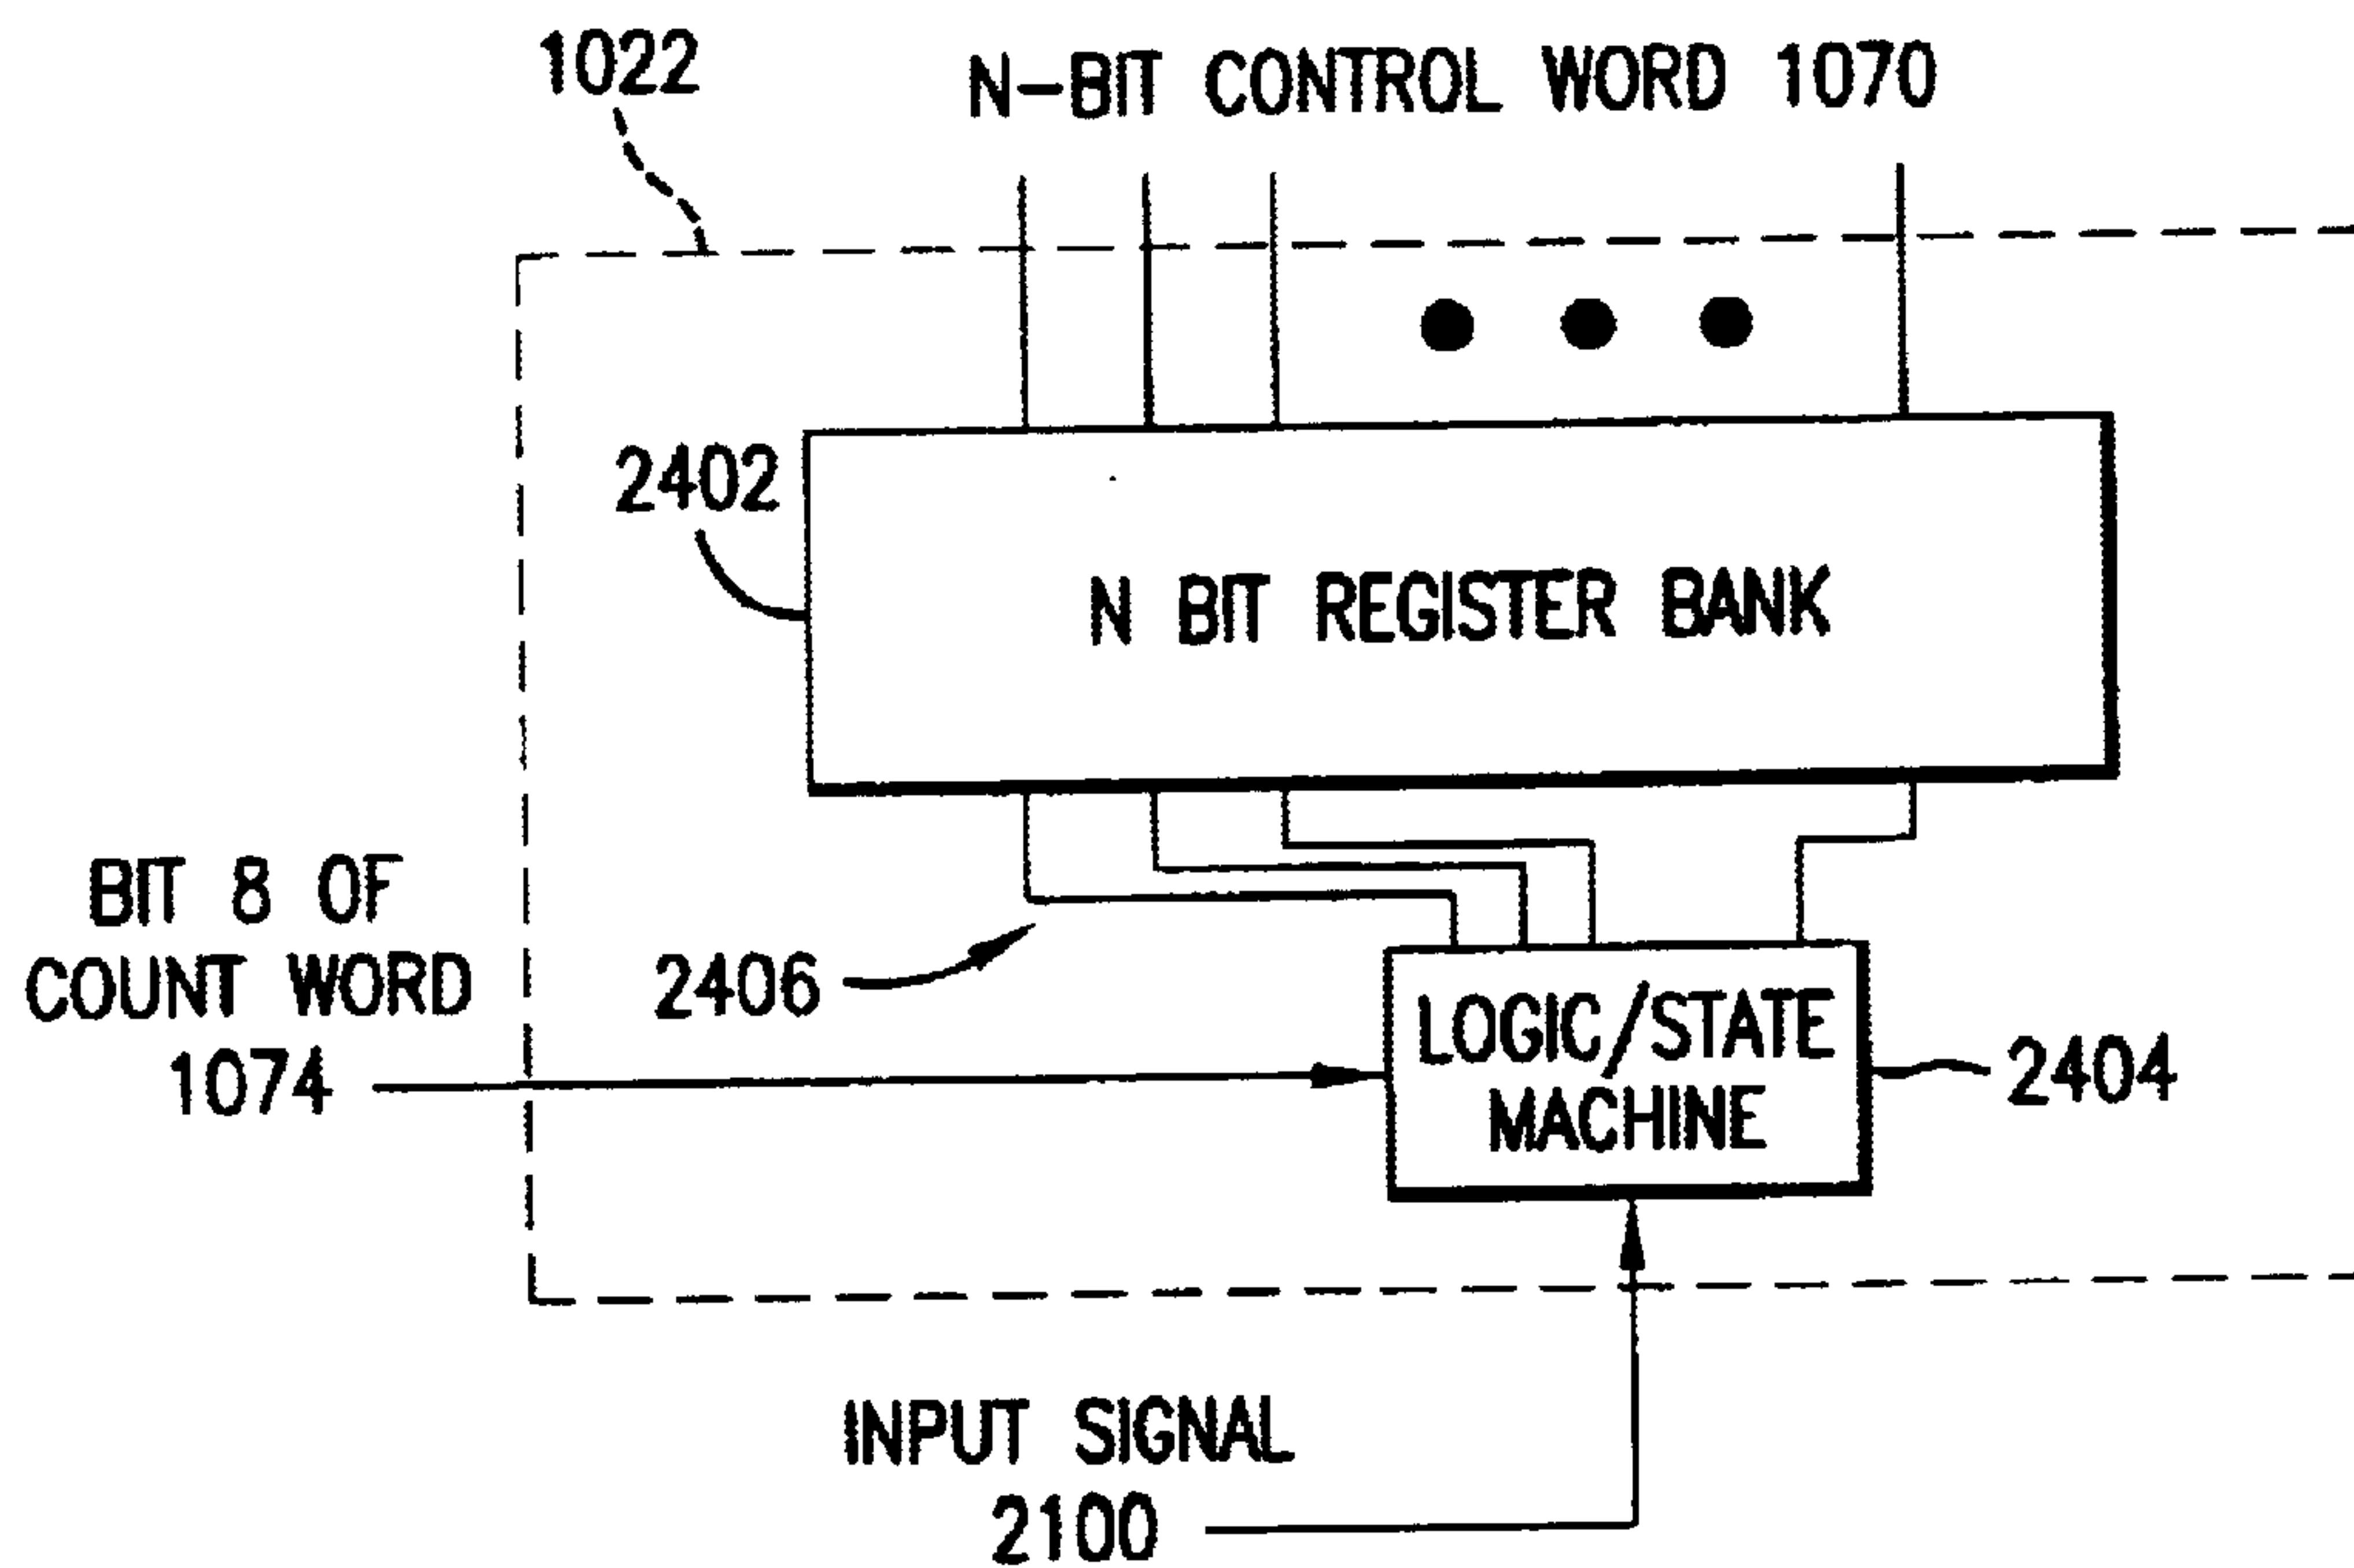 1022
N-BIT CONTROL WORD 1070
2402
N BIT REGISTER BANK
BIT 8 OF
COUNT WORD
1074
2406
LOGIC/STATE
MACHINE
2404
INPUT SIGNAL
2100